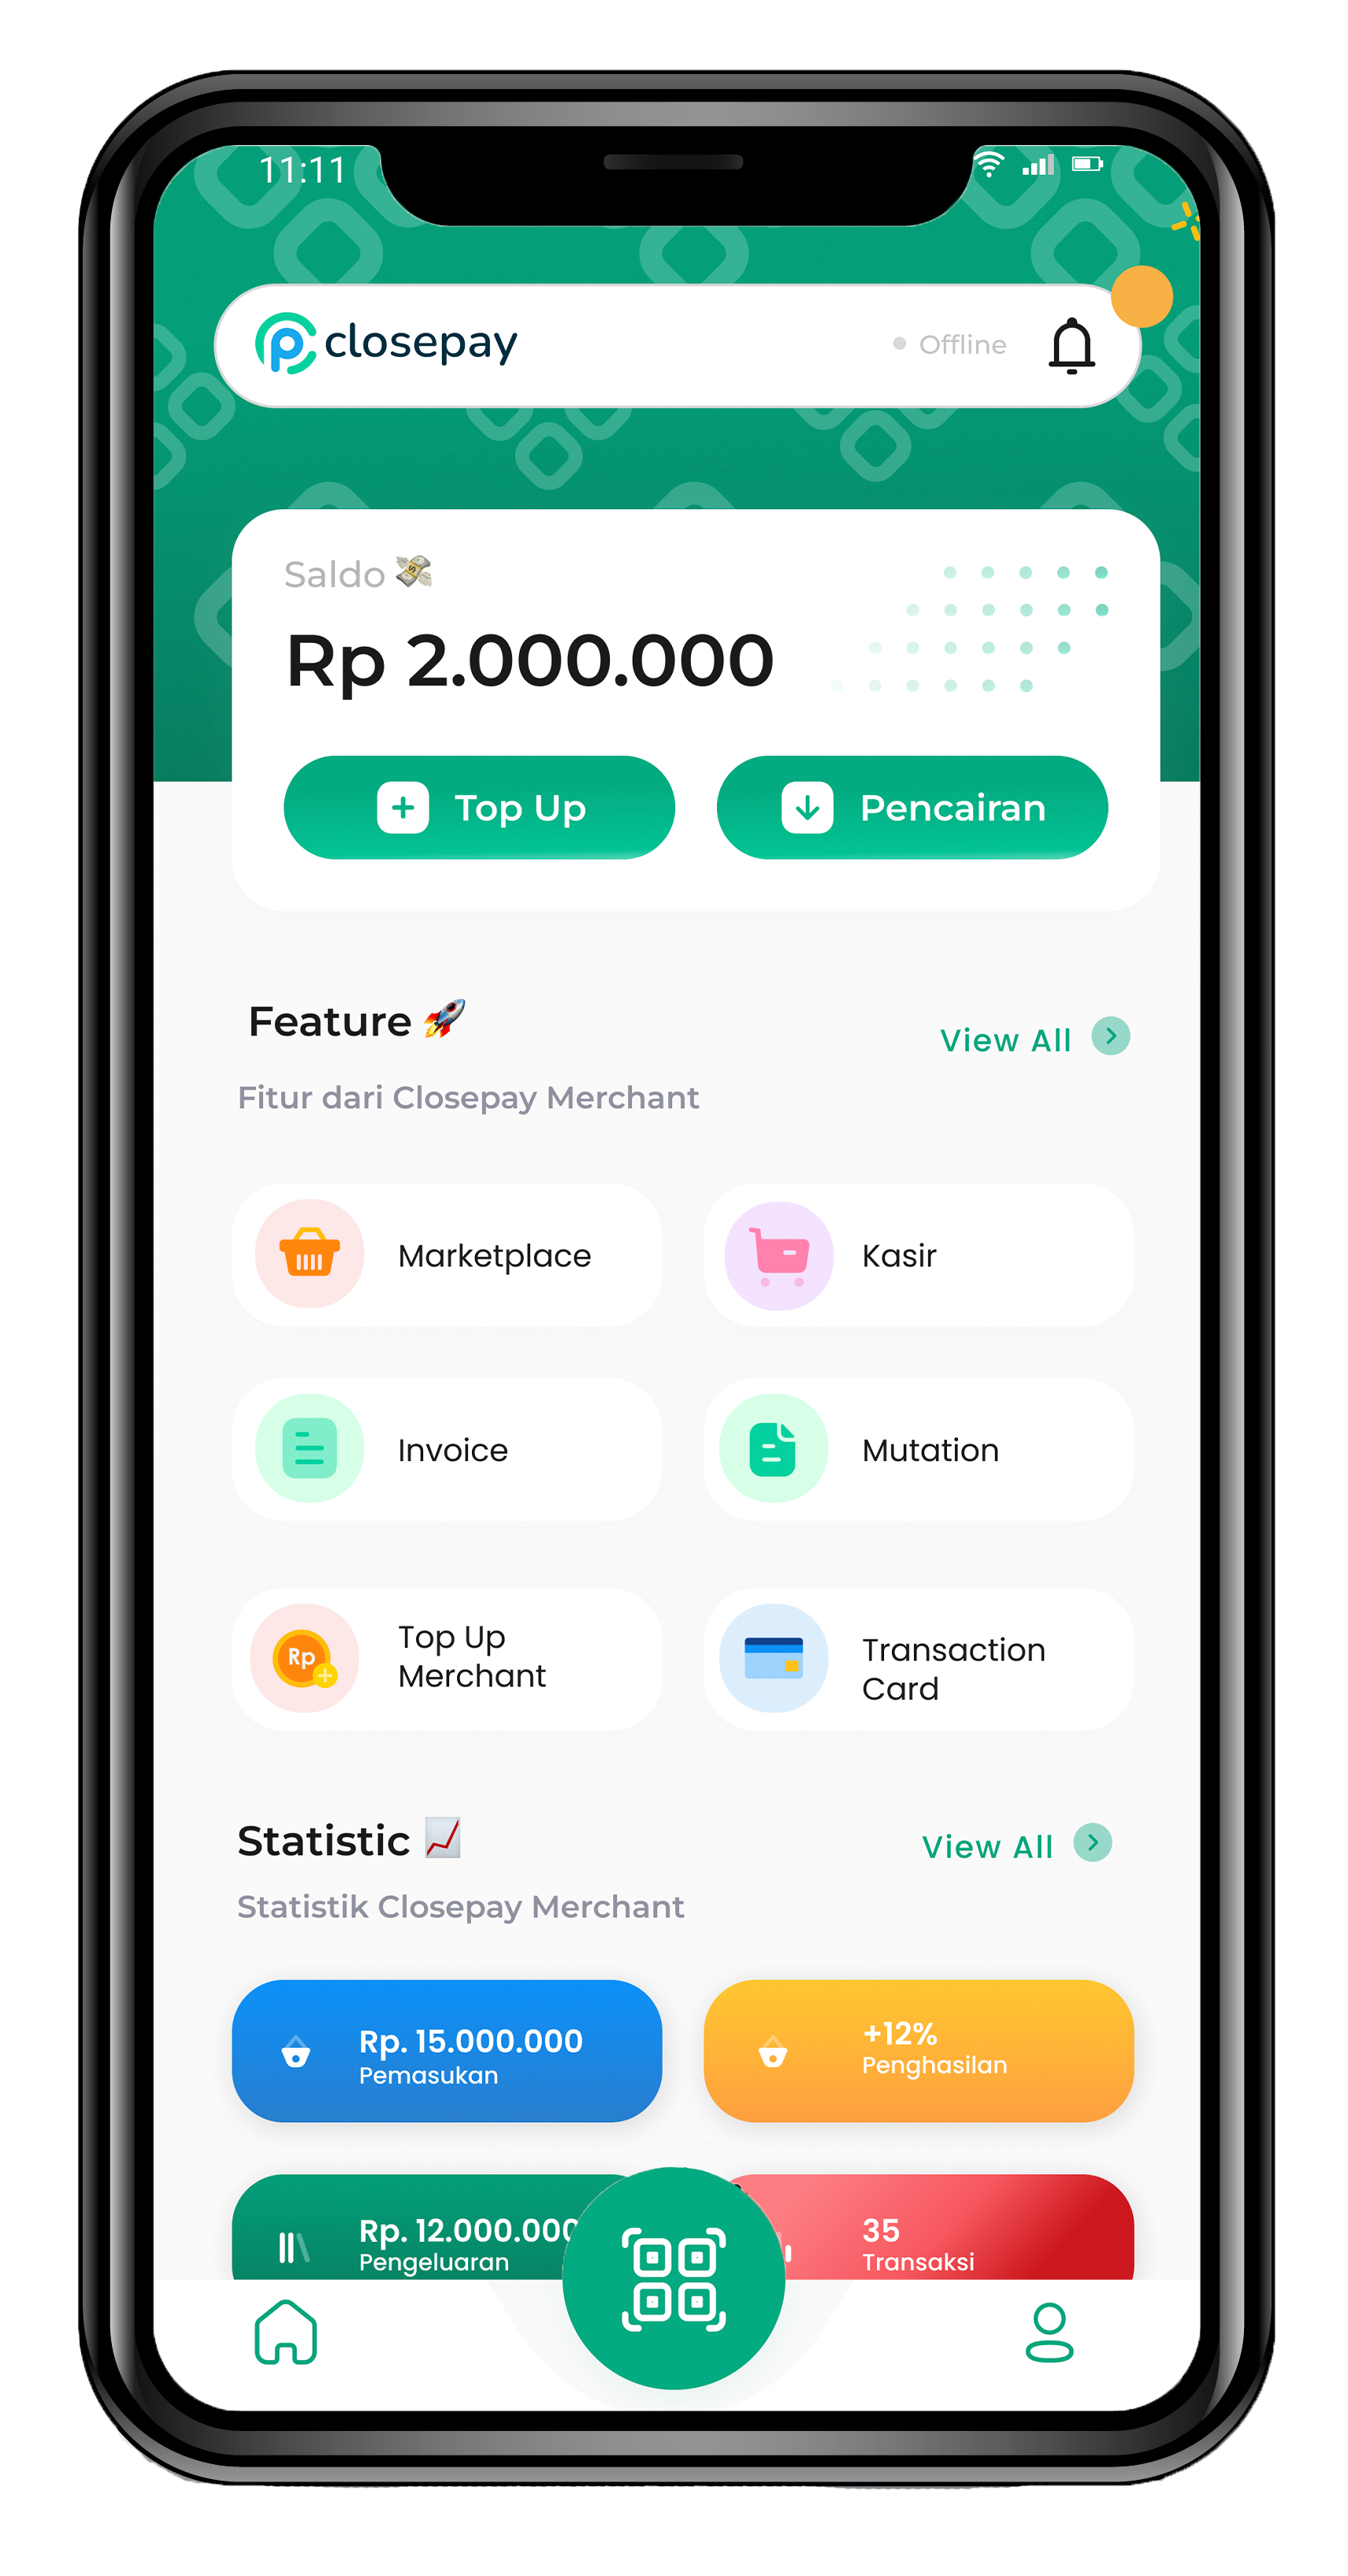 11:11
closepay
Offline
Saldo
Rp 2.000.000
Top Up
Pencairan
Feature
View All
Fitur dari Closepay Merchant
Marketplace
Kasir
Invoice
Mutation
Rp
Top Up
Merchant
Transaction
Card
Statistic
View All
Statistik Closepay Merchant
Rp. 15.000.000
Pemasukan
+12%
Penghasilan
Rp. 12.000.000
Pengeluaran
35
Transaksi